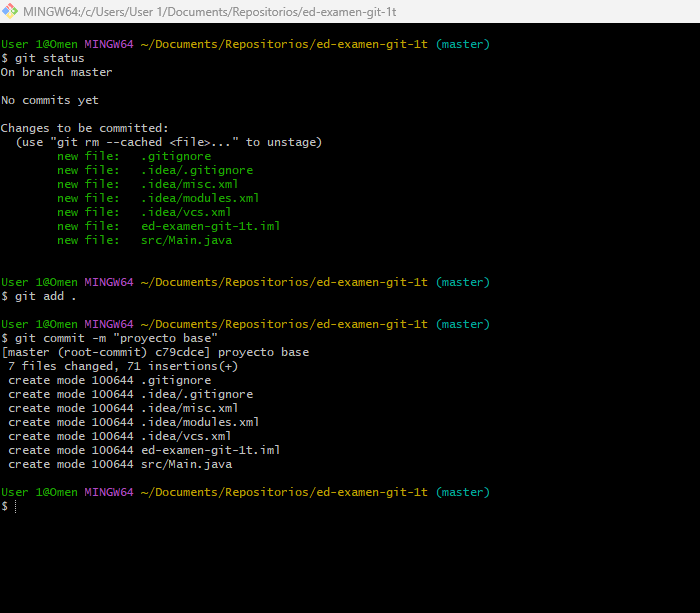 MINGW64:/c/Users/User 1/Documents/Repositorios/ed-examen-git-1t
User 1@Omen MINGW64 ~/Documents/Repositorios/ed-examen-git-1t (master)
$ git status
On branch master
No commits yet
Changes to be committed:
  (use "git rm --cached <file>..." to unstage)
        new file:   .gitignore
        new file:   .idea/.gitignore
        new file:   .idea/misc.xml
        new file:   .idea/modules.xml
        new file:   .idea/vcs.xml
        new file:   ed-examen-git-1t.iml
        new file:   src/Main.java
User 1@Omen MINGW64 ~/Documents/Repositorios/ed-examen-git-1t (master)
$ git add .
User 1@Omen MINGW64 ~/Documents/Repositorios/ed-examen-git-1t (master)
$ git commit -m "proyecto base"
[master (root-commit) c79cdce] proyecto base
 7 files changed, 71 insertions(+)
 create mode 100644 .gitignore
 create mode 100644 .idea/.gitignore
 create mode 100644 .idea/misc.xml
 create mode 100644 .idea/modules.xml
 create mode 100644 .idea/vcs.xml
 create mode 100644 ed-examen-git-1t.iml
 create mode 100644 src/Main.java
User 1@Omen MINGW64 ~/Documents/Repositorios/ed-examen-git-1t (master)
$